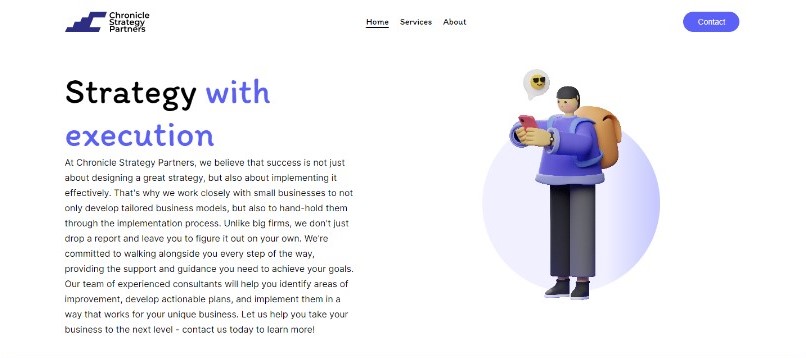 Chronicle
Strategy
Partners
Home Services About
Contact
Strategy with
execution
At Chronicle Strategy Partners, we believe that success is not just
about designing a great strategy, but also about implementing it
effectively. That's why we work closely with small businesses to not
only develop tailored business models, but also to hand-hold them
through the implementation process. Unlike big firms, we don't just
drop a report and leave you to figure it out on your own. We're
committed to walking alongside you every step of the way,
providing the support and guidance you need to achieve your goals.
Our team of experienced consultants will help you identify areas of
improvement, develop actionable plans, and implement them in a
way that works for your unique business. Let us help you take your
business to the next level - contact us today to learn more!